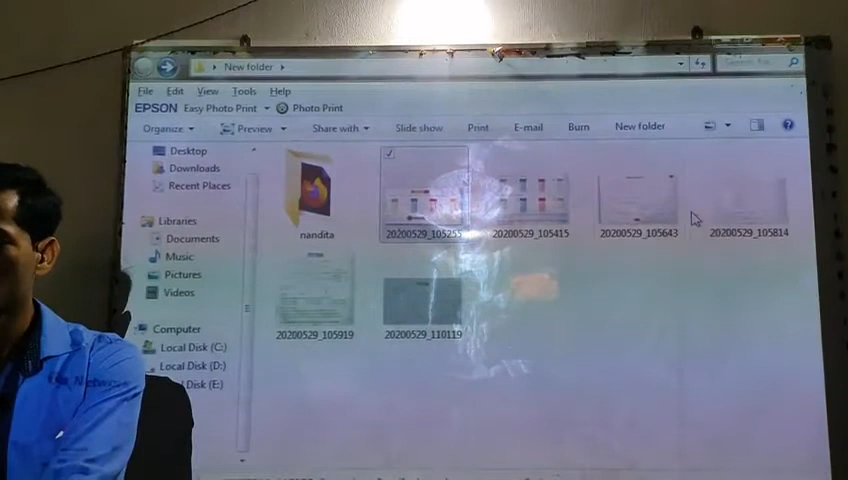 New folder
File Edit View Tools Help
EPSON Easy Photo Print Photo Print
Organize Preview Share with Slide show Print E-mail Burn New folder
Desktop
Downloads
Recent Places
Libraries
Documents
Music
Pictures
Videos
Computer
Local Disk (C:)
Local Disk (D:)
Disk (E:)
nandita
20200529_105255
20200529_105415
20200529_105643
20200529_105814
20200529_105919
20200529_110119
Network